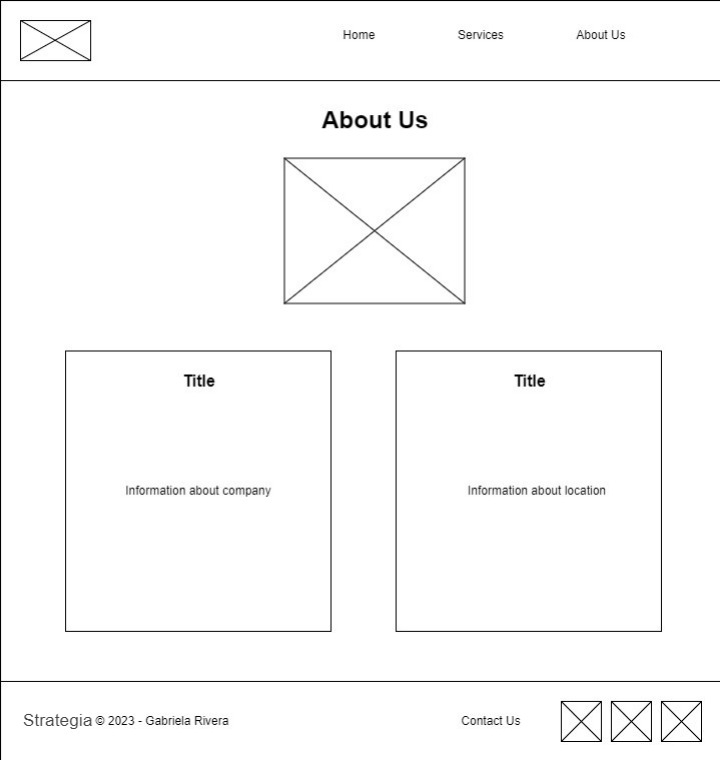 Home Services About Us
About Us
Title
Information about company
Title
Information about location
Strategia © 2023 - Gabriela Rivera Contact Us